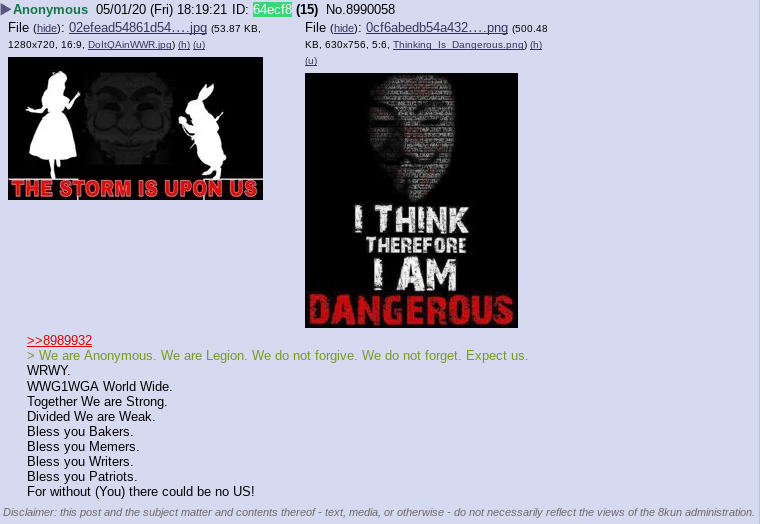 Anonymous 05/01/20 (Fri) 18:19:21 ID: 64ecf8 (15) No.8990058
File (hide): 02efead54861d54….jpg (53.87 KB,
1280x720, 16:9, DoItQAinWWR.jpg) (h) (u)
THE STORM IS UPON US
File (hide): 0cf6abedb54a432….png (500.48
KB, 630x756, 5:6, Thinking_Is_Dangerous.png) (h)
(u)
I THINK
THEREFORE
I AM
DANGEROUS
>>8989932
> We are Anonymous. We are Legion. We do not forgive. We do not forget. Expect us.
WRWY.
WWG1WGA World Wide.
Together We are Strong.
Divided We are Weak.
Bless you Bakers.
Bless you Memers.
Bless you Writers.
Bless you Patriots.
For without (You) there could be no US!
Disclaimer: this post and the subject matter and contents thereof - text, media, or otherwise - do not necessarily reflect the views of the 8kun administration.